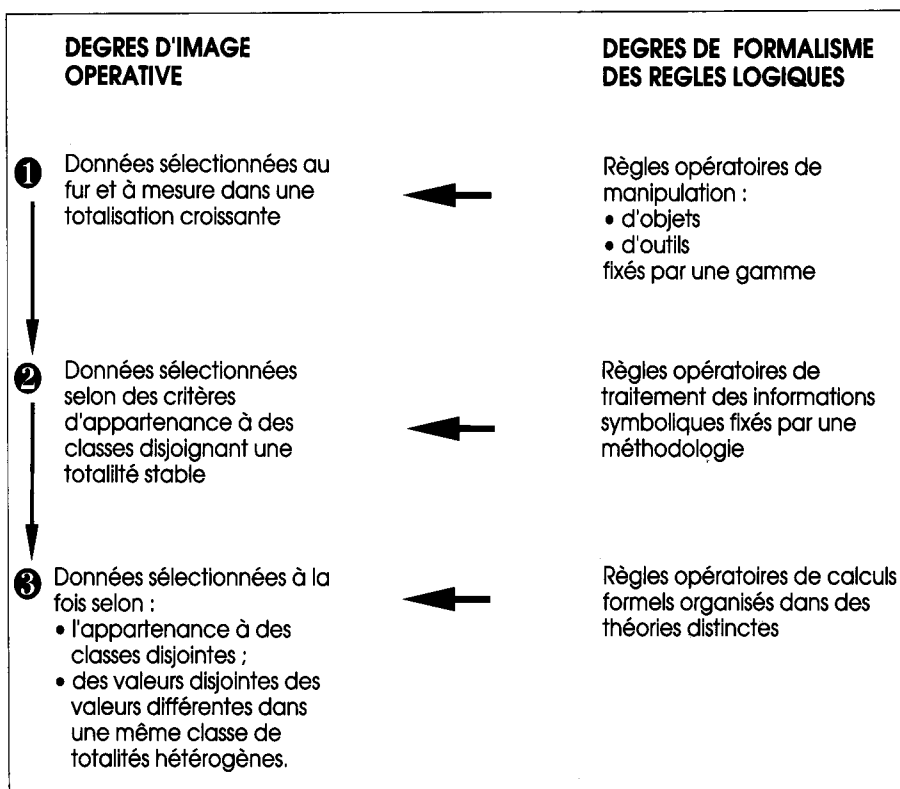 DEGRES D'IMAGE
OPERATIVE
DEGRES DE FORMALISME
DES REGLES LOGIQUES
1 Données sélectionnées au
fur et à mesure dans une
totalisation croissante
Règles opératoires de
manipulation :
• d'objets
• d'outils
fixés par une gamme
2 Données sélectionnées
selon des critères
d'appartenance à des
classes disjoignant une
totalilté stable
Règles opératoires de
traitement des informations
symboliques fixés par une
méthodologie
3 Données sélectionnées à la
fois selon :
• l'appartenance à des
classes disjointes ;
• des valeurs disjointes des
valeurs différentes dans
une même classe de
totalités hétérogènes.
Règles opératoires de calculs
formels organisés dans des
théories distinctes